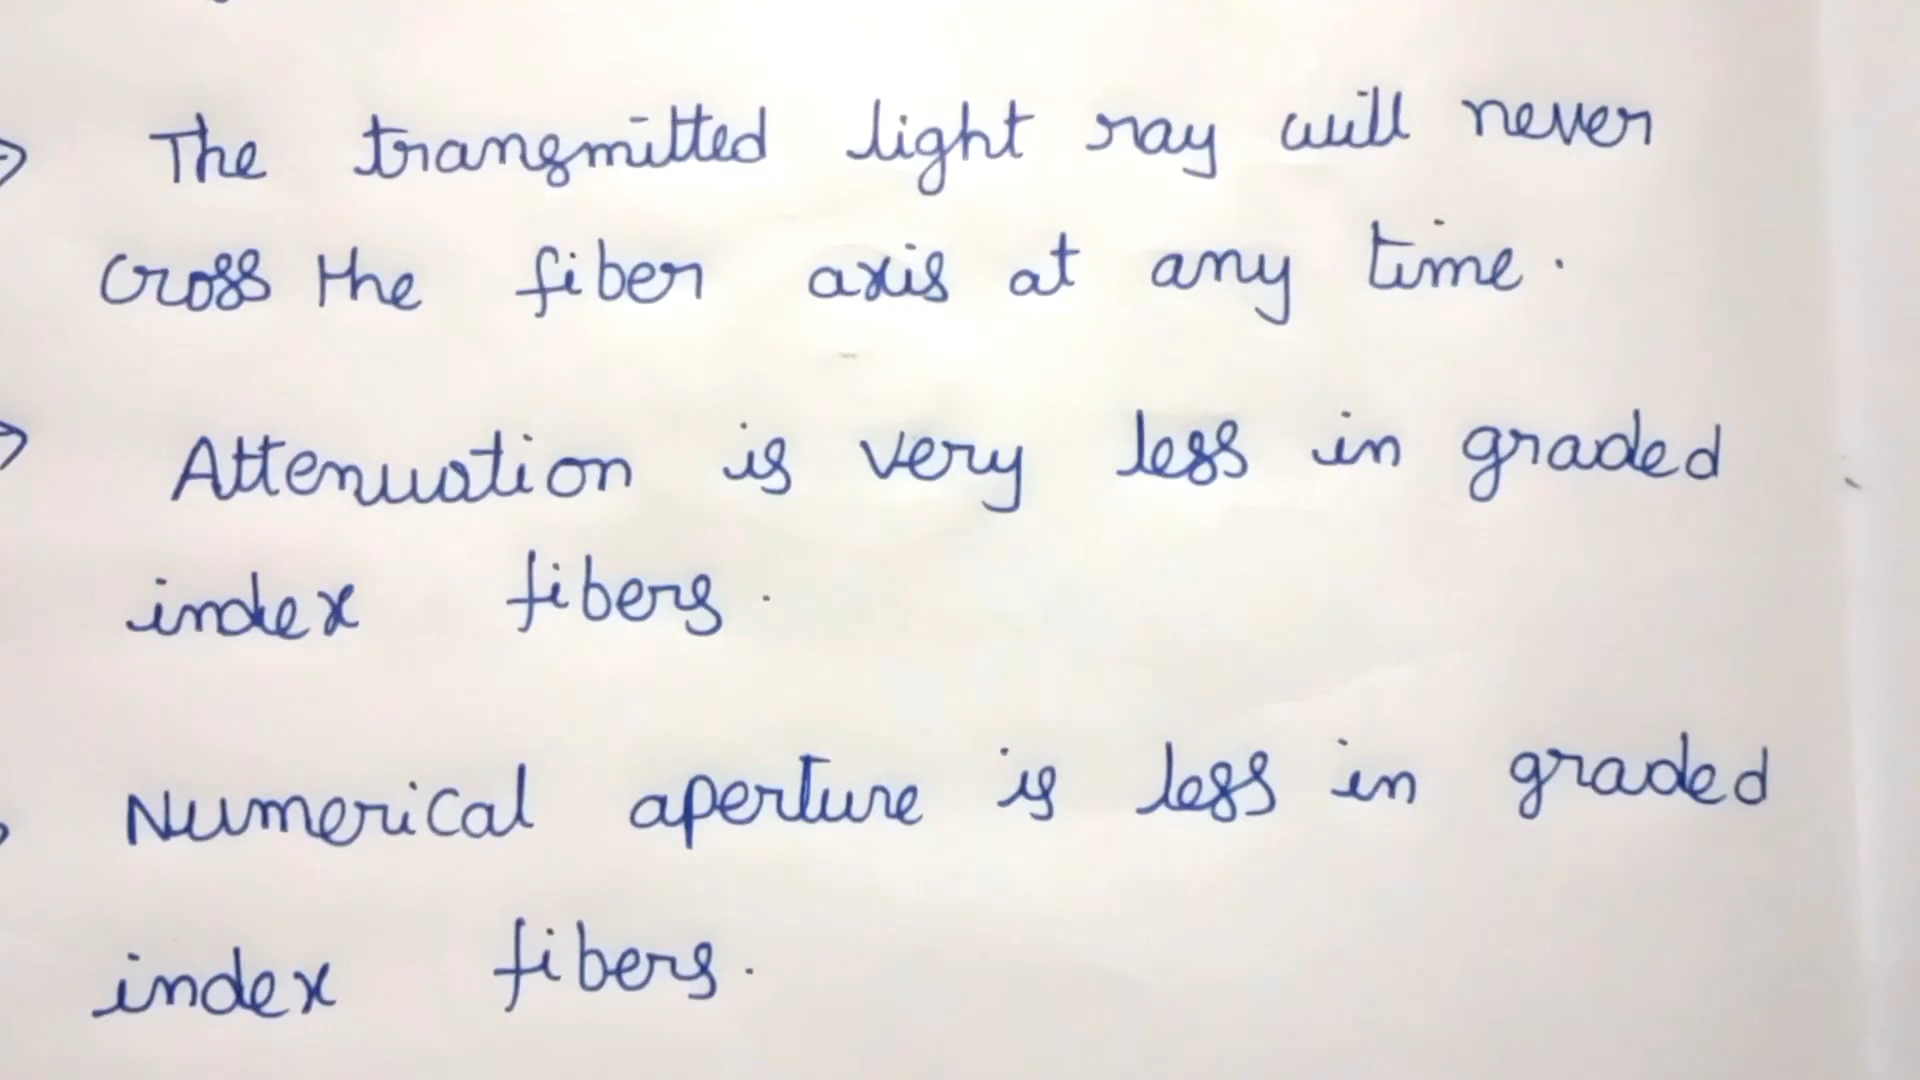 → The transmitted light ray will never
cross the fiber axis at any time.
→ Attenuation is very less in graded
index fibers.
Numerical aperture is less in graded
index fibers.